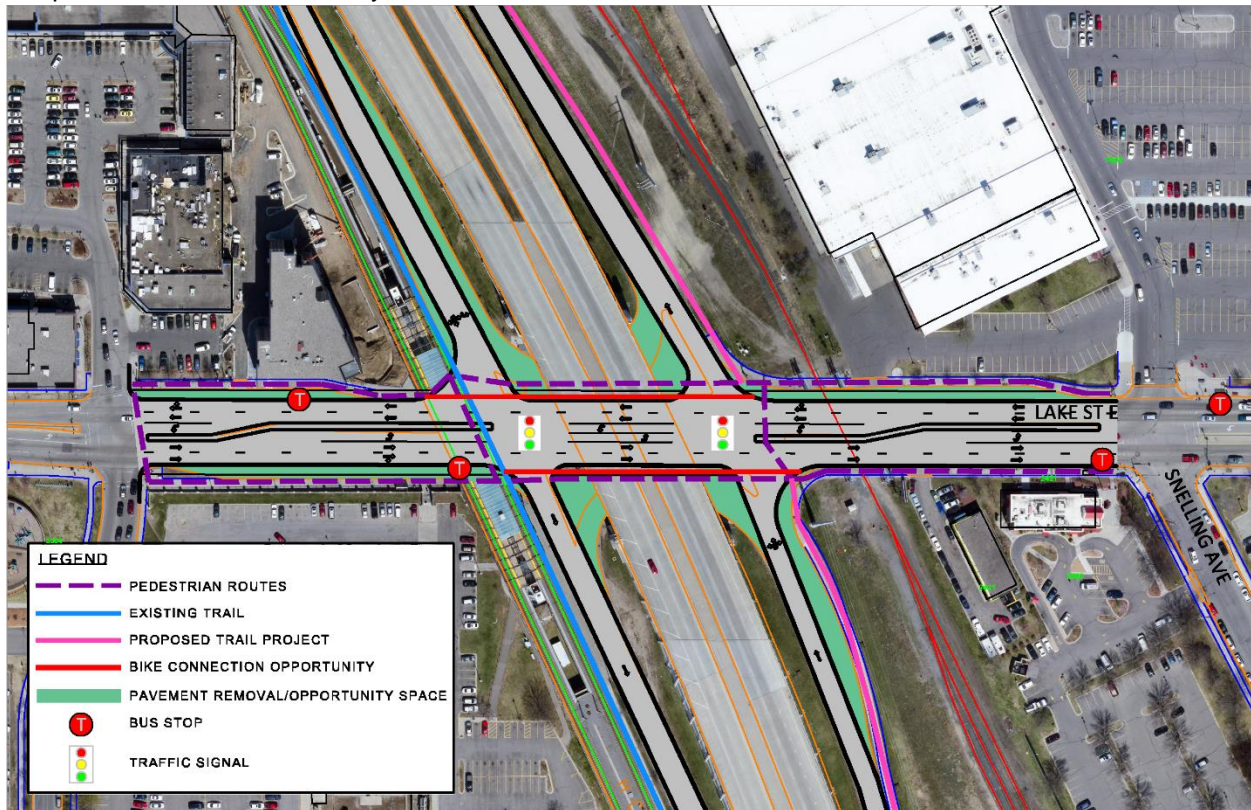 LAKE ST E
SNELLING AVE
T
T
T
T
LEGEND
PEDESTRIAN ROUTES
EXISTING TRAIL
PROPOSED TRAIL PROJECT
BIKE CONNECTION OPPORTUNITY
PAVEMENT REMOVAL/OPPORTUNITY SPACE
T BUS STOP
TRAFFIC SIGNAL